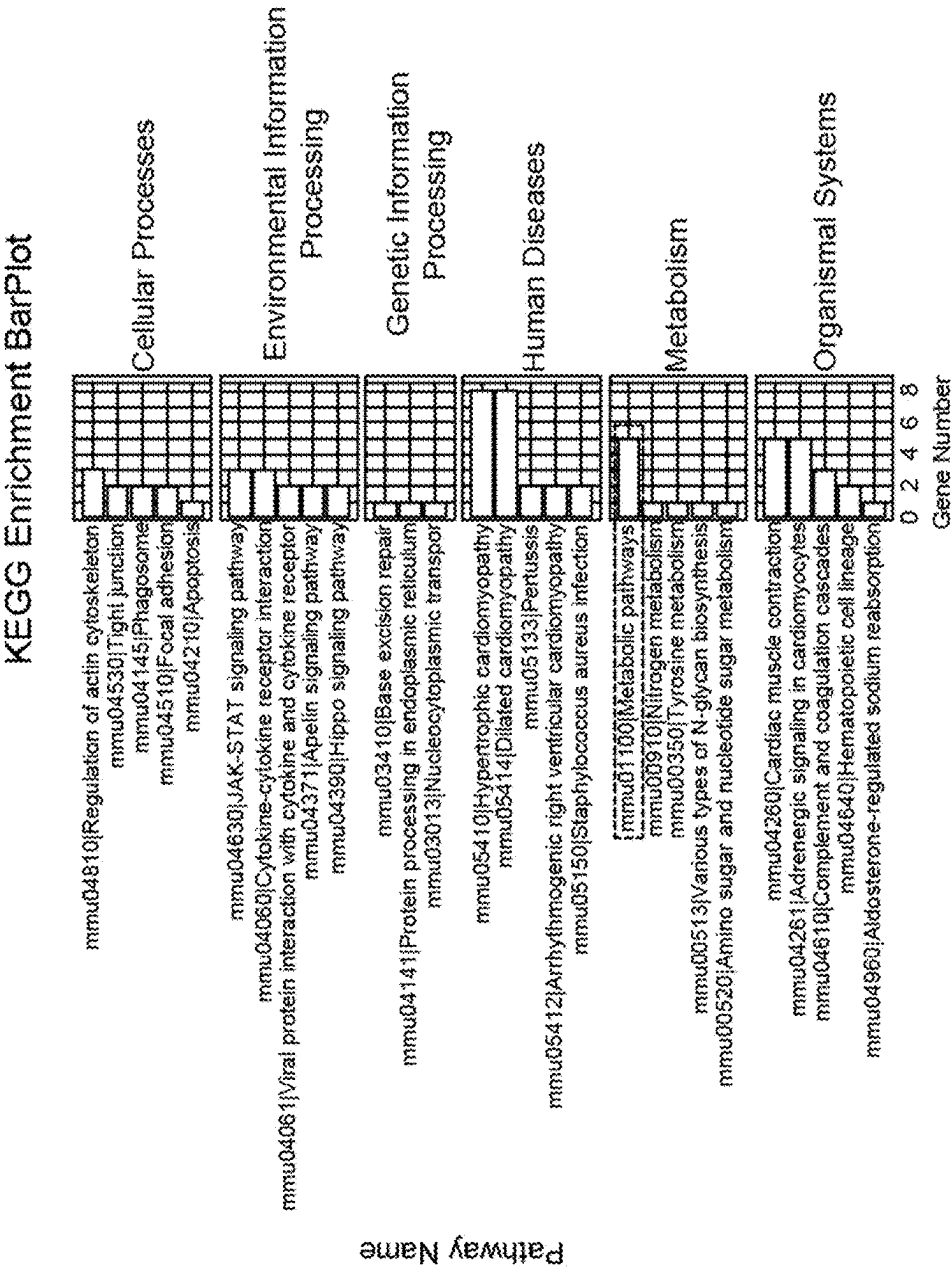 KEGG Enrichment BarPlot
Pathway Name
mmu04810|Regulation of actin cytoskeleton
mmu04530|Tight junction
mmu04145|Phagosome
mmu04510|Focal adhesion
mmu04210|Apoptosis
Cellular Processes
mmu04630|JAK-STAT signaling pathway
mmu04060|Cytokine-cytokine receptor interaction
mmu04061|Viral protein interaction with cytokine and cytokine receptor
mmu04371|Apelin signaling pathway
mmu04390|Hippo signaling pathway
Environmental Information
Processing
mmu03410|Base excision repair
mmu04141|Protein processing in endoplasmic reticulum
mmu03013|Nucleocytoplasmic transpor
Genetic Information
Processing
mmu05410|Hypertrophic cardiomyopathy
mmu05414|Dilated cardiomyopathy
mmu05133|Pertussis
mmu05412|Arrhythmogenic right ventricular cardiomyopathy
mmu05150|Staphylococcus aureus infection
Human Diseases
mmu01100|Metabolic pathways
mmu00910|Nitrogen metabolism
mmu00350|Tyrosine metabolism
mmu00513|Various types of N-glycan biosynthesis
mmu00520|Amino sugar and nucleotide sugar metabolism
Metabolism
mmu04260|Cardiac muscle contraction
mmu04261|Adrenergic signaling in cardiomyocytes
mmu04610|Complement and coagulation cascades
mmu04640|Hematopoietic cell lineage
mmu04960|Aldosterone-regulated sodium reabsorption
Organismal Systems
0 2 4 6 8
Gene Number